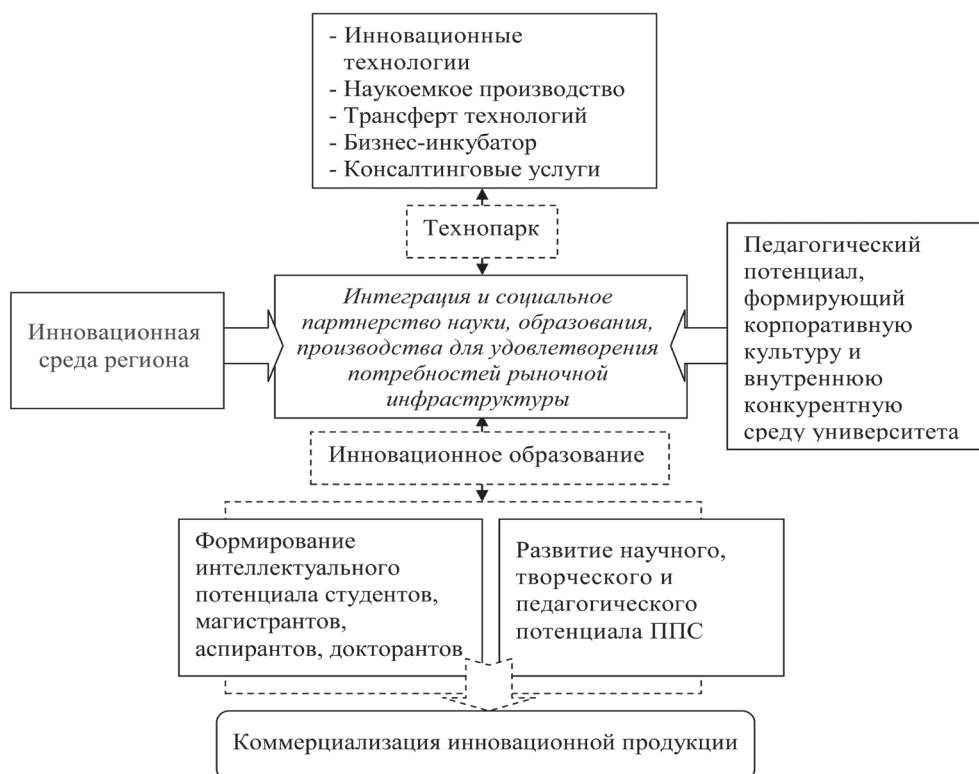 - Инновационные
технологии
- Наукоемкое производство
- Трансферт технологий
- Бизнес-инкубатор
- Консалтинговые услуги
Технопарк
Инновационная
среда региона
Интеграция и социальное
партнерство науки, образования,
производства для удовлетворения
потребностей рыночной
инфраструктуры
Педагогический
потенциал,
формирующий
корпоративную
культуру и
внутреннюю
конкурентную
среду университета
Инновационное образование
Формирование
интеллектуального
потенциала студентов,
магистрантов,
аспирантов, докторантов
Развитие научного,
творческого и
педагогического
потенциала ППС
Коммерциализация инновационной продукции